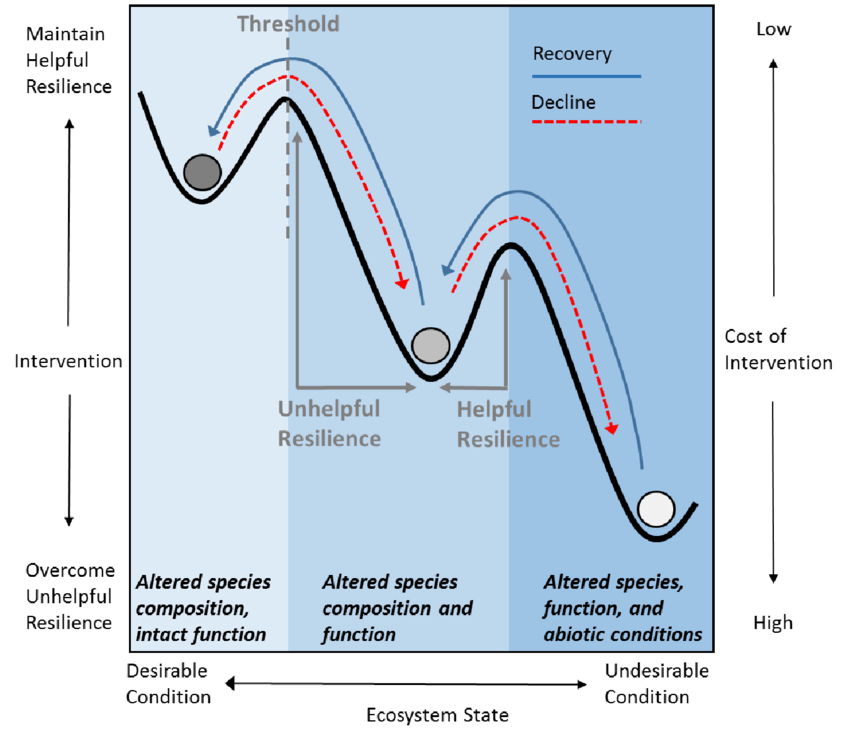 Maintain
Helpful
Resilience
Threshold
Low
Recovery
Decline
Intervention
Cost of
Intervention
Unhelpful
Resilience
Helpful
Resilience
Overcome
Unhelpful
Resilience
Altered species
composition,
intact function
Altered species
composition and
function
Altered species,
function, and
abiotic conditions
High
Desirable
Condition
Undesirable
Condition
Ecosystem State